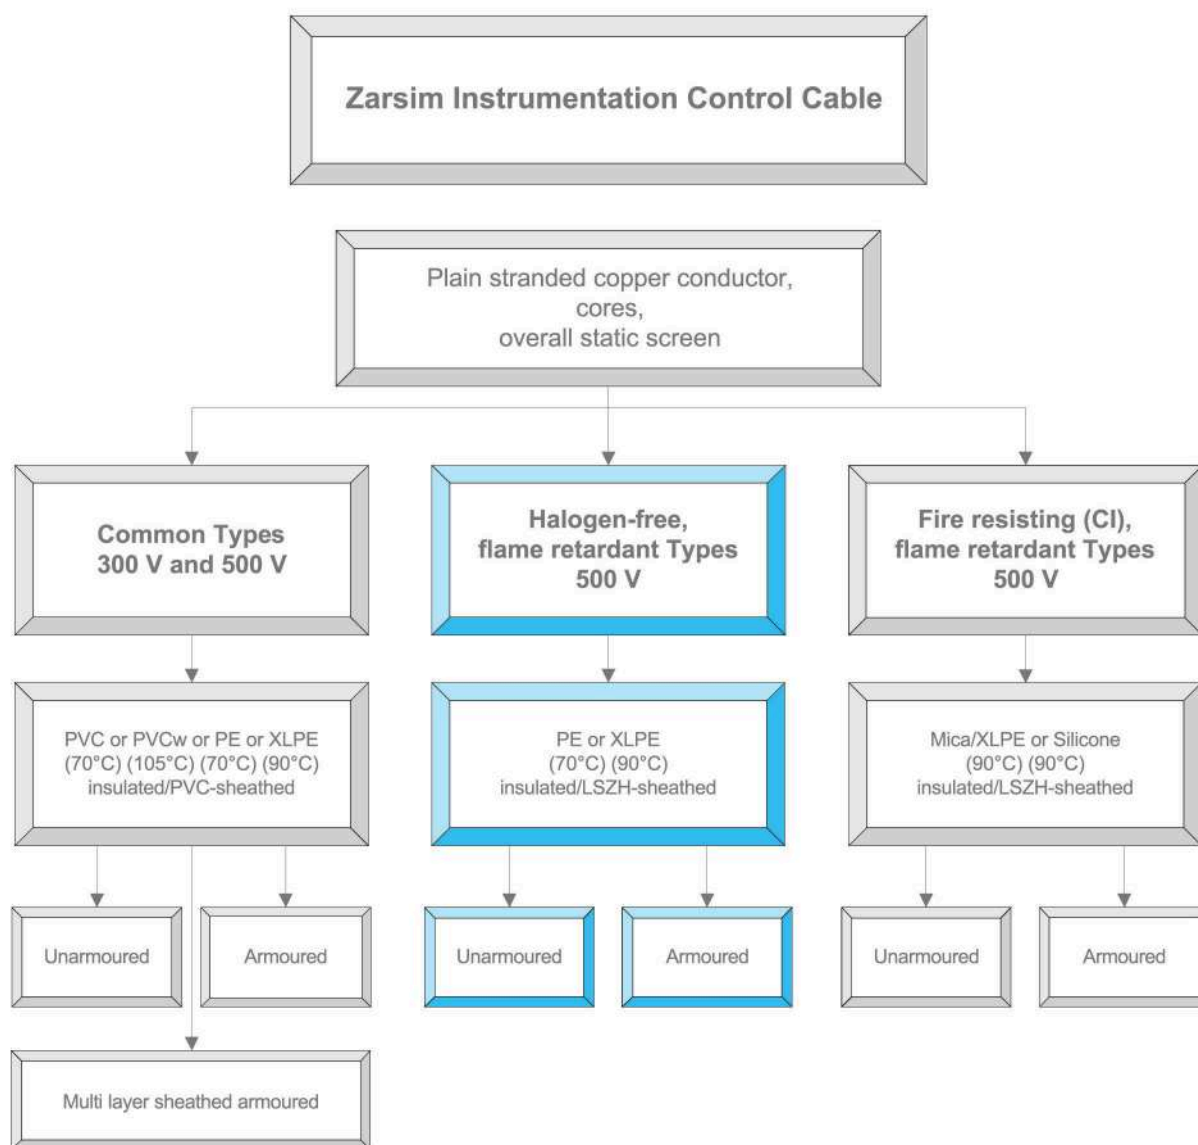 Zarsim Instrumentation Control Cable
Plain stranded copper conductor,
cores,
overall static screen
Common Types
300 V and 500 V
Halogen-free,
flame retardant Types
500 V
Fire resisting (CI),
flame retardant Types
500 V
PVC or PVCw or PE or XLPE
(70°C) (105°C) (70°C) (90°C)
insulated/PVC-sheathed
PE or XLPE
(70°C) (90°C)
insulated/LSZH-sheathed
Mica/XLPE or Silicone
(90°C) (90°C)
insulated/LSZH-sheathed
Unarmoured
Armoured
Unarmoured
Armoured
Unarmoured
Armoured
Multi layer sheathed armoured